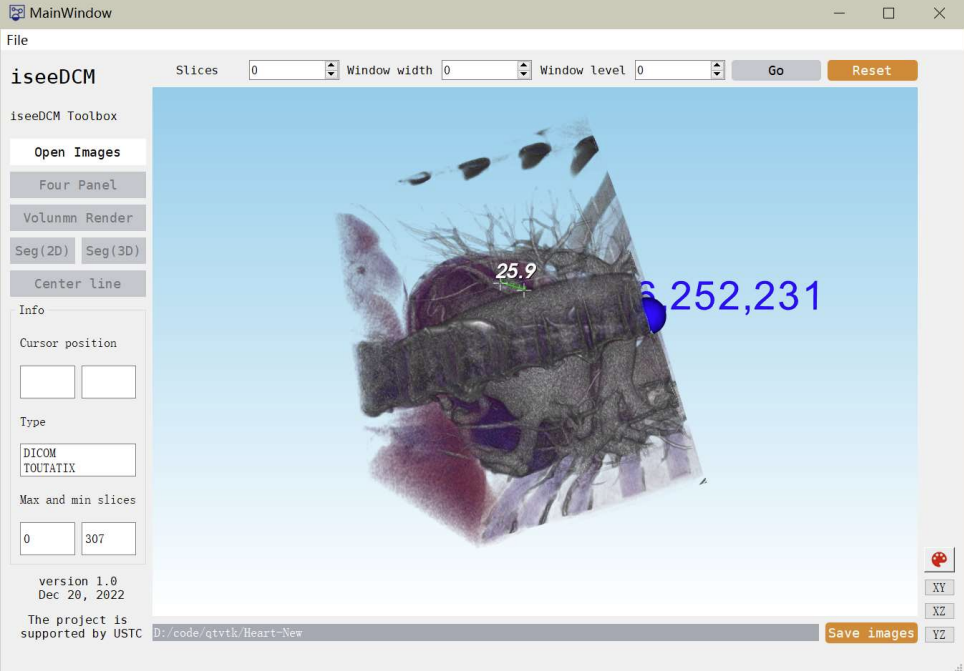 MainWindow
File
iseeDCM
Slices 0 Window width 0 Window level 0 Go Reset
iseeDCM Toolbox
Open Images
Four Panel
Volunmn Render
Seg(2D) Seg(3D)
Center line
Info
Cursor position
Type
DICOM
TOUTATIX
Max and min slices
0 307
version 1.0
Dec 20, 2022
The project is
supported by USTC
25.9
,252,231
D:/code/qtvtk/Heart-New
Save images
XY
XZ
YZ